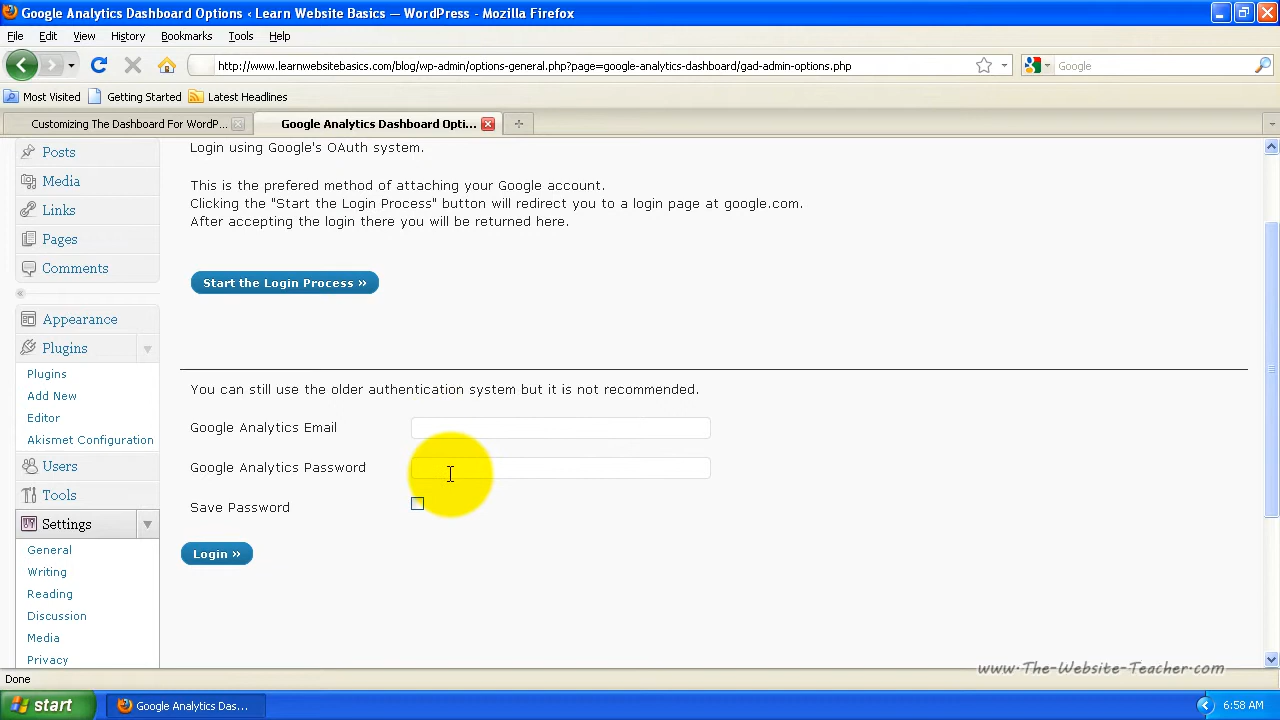 Google Analytics Dashboard Options ‹ Learn Website Basics — WordPress - Mozilla Firefox
File Edit View History Bookmarks Tools Help
http://www.learnwebsitebasics.com/blog/wp-admin/options-general.php?page=google-analytics-dashboard/gad-admin-options.php
Google
Most Visited Getting Started Latest Headlines
Customizing The Dashboard For WordP...
Google Analytics Dashboard Opti...
Posts
Media
Links
Pages
Comments
Appearance
Plugins
Plugins
Add New
Editor
Akismet Configuration
Users
Tools
Settings
General
Writing
Reading
Discussion
Media
Privacy
Login using Google's OAuth system.
This is the prefered method of attaching your Google account.
Clicking the "Start the Login Process" button will redirect you to a login page at google.com.
After accepting the login there you will be returned here.
Start the Login Process »
You can still use the older authentication system but it is not recommended.
Google Analytics Email
Google Analytics Password
Save Password
Login »
www.The-Website-Teacher.com
Done
start
Google Analytics Das...
6:58 AM